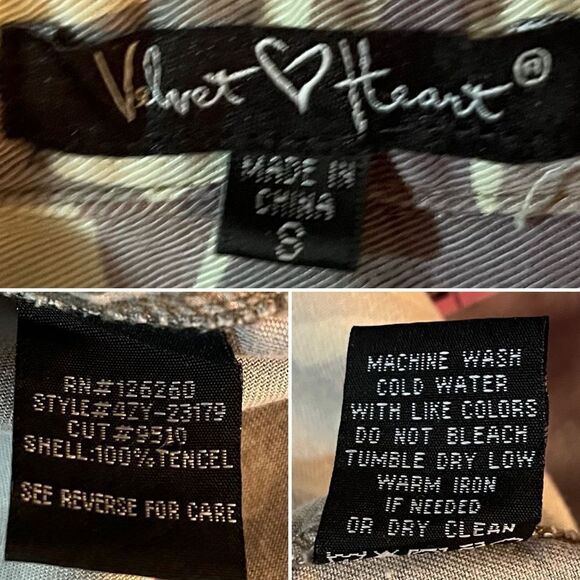 Velvet Heart®
MADE IN
CHINA
S
RN#126260
STYLE#4ZY-23179
CUT#9510
SHELL:100%TENCEL
SEE REVERSE FOR CARE
MACHINE WASH
COLD WATER
WITH LIKE COLORS
DO NOT BLEACH
TUMBLE DRY LOW
WARM IRON
IF NEEDED
OR DRY CLEAN